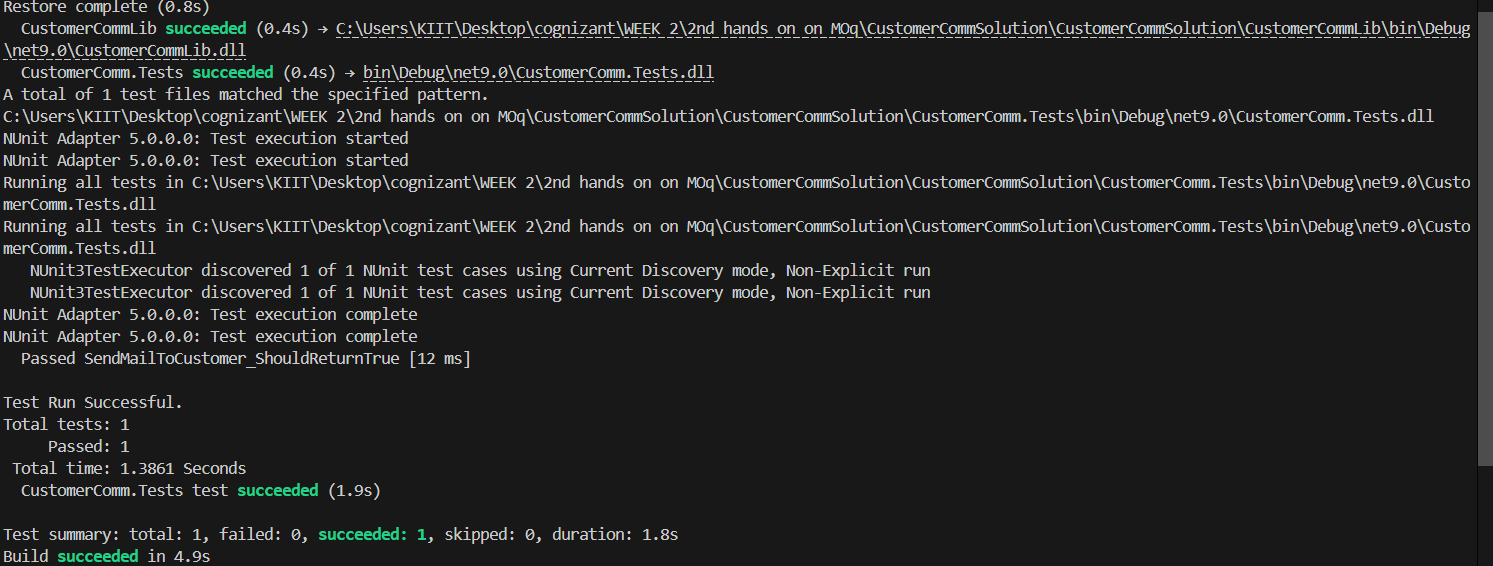 Restore complete (0.8s)
  CustomerCommLib succeeded (0.4s) → C:\Users\KIIT\Desktop\cognizant\WEEK 2\2nd hands on on MOq\CustomerCommSolution\CustomerCommSolution\CustomerCommLib\bin\Debug
\net9.0\CustomerCommLib.dll
  CustomerComm.Tests succeeded (0.4s) → bin\Debug\net9.0\CustomerComm.Tests.dll
A total of 1 test files matched the specified pattern.
C:\Users\KIIT\Desktop\cognizant\WEEK 2\2nd hands on on MOq\CustomerCommSolution\CustomerCommSolution\CustomerComm.Tests\bin\Debug\net9.0\CustomerComm.Tests.dll
NUnit Adapter 5.0.0.0: Test execution started
NUnit Adapter 5.0.0.0: Test execution started
Running all tests in C:\Users\KIIT\Desktop\cognizant\WEEK 2\2nd hands on on MOq\CustomerCommSolution\CustomerCommSolution\CustomerComm.Tests\bin\Debug\net9.0\Custo
merComm.Tests.dll
Running all tests in C:\Users\KIIT\Desktop\cognizant\WEEK 2\2nd hands on on MOq\CustomerCommSolution\CustomerCommSolution\CustomerComm.Tests\bin\Debug\net9.0\Custo
merComm.Tests.dll
   NUnit3TestExecutor discovered 1 of 1 NUnit test cases using Current Discovery mode, Non-Explicit run
   NUnit3TestExecutor discovered 1 of 1 NUnit test cases using Current Discovery mode, Non-Explicit run
NUnit Adapter 5.0.0.0: Test execution complete
NUnit Adapter 5.0.0.0: Test execution complete
  Passed SendMailToCustomer_ShouldReturnTrue [12 ms]

Test Run Successful.
Total tests: 1
     Passed: 1
 Total time: 1.3861 Seconds
  CustomerComm.Tests test succeeded (1.9s)

Test summary: total: 1, failed: 0, succeeded: 1, skipped: 0, duration: 1.8s
Build succeeded in 4.9s